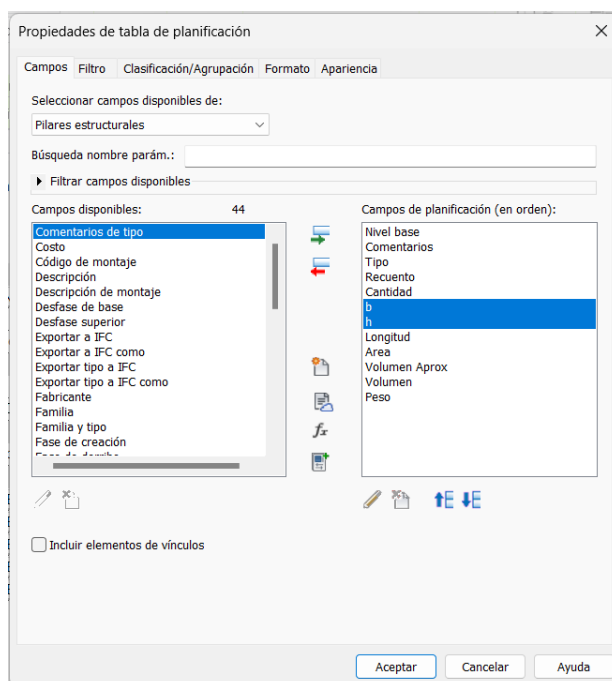 Propiedades de tabla de planificación
Campos Filtro Clasificación/Agrupación Formato Apariencia
Seleccionar campos disponibles de:
Pilares estructurales
Búsqueda nombre parám.:
Filtrar campos disponibles
Campos disponibles: 44
Comentarios de tipo
Costo
Código de montaje
Descripción
Descripción de montaje
Desfase de base
Desfase superior
Exportar a IFC
Exportar a IFC como
Exportar tipo a IFC
Exportar tipo a IFC como
Fabricante
Familia
Familia y tipo
Fase de creación
Campos de planificación (en orden):
Nivel base
Comentarios
Tipo
Recuento
Cantidad
b
h
Longitud
Area
Volumen Aprox
Volumen
Peso
fx
Incluir elementos de vínculos
Aceptar Cancelar Ayuda